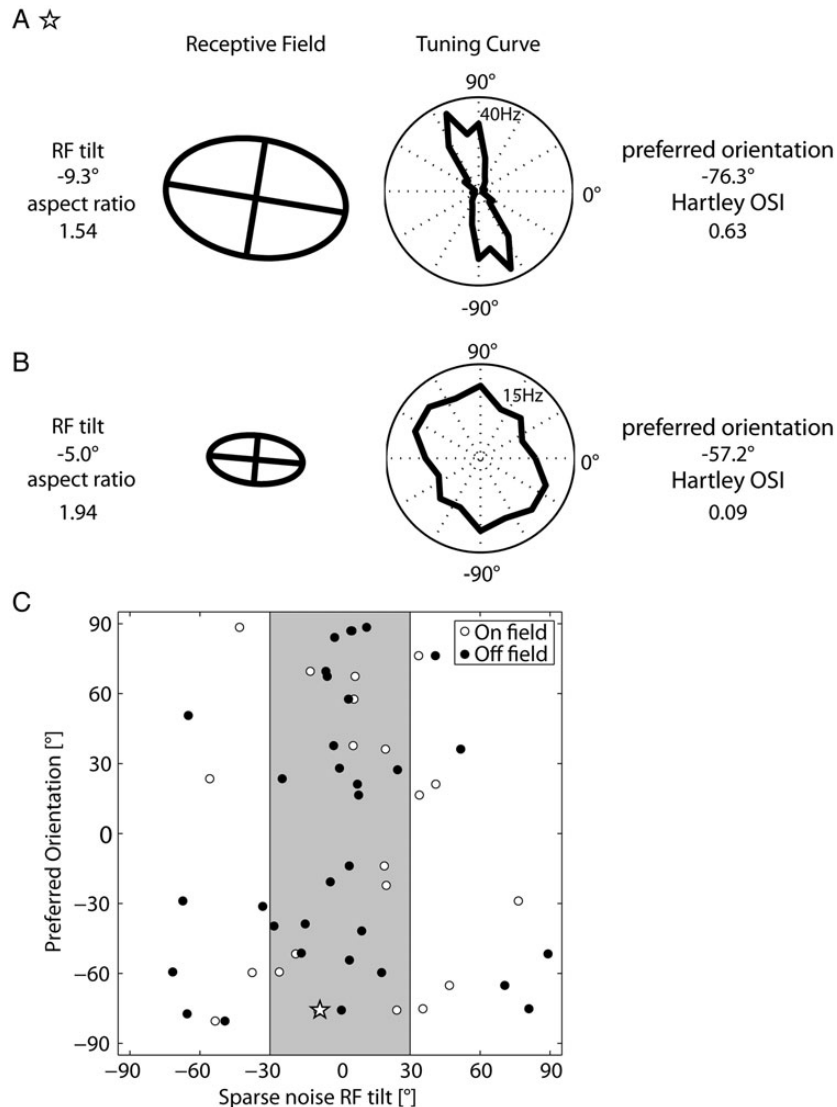 A ☆
Receptive Field Tuning Curve
90°
40Hz
RF tilt
-9.3°
aspect ratio
1.54
0°
preferred orientation
-76.3°
Hartley OSI
0.63
-90°
B
90°
15Hz
RF tilt
-5.0°
aspect ratio
1.94
0°
preferred orientation
-57.2°
Hartley OSI
0.09
-90°
C
On field
Off field
90
60
30
0
−30
−60
−90
Preferred Orientation [°]
−90 −60 −30 0 30 60 90
Sparse noise RF tilt [°]